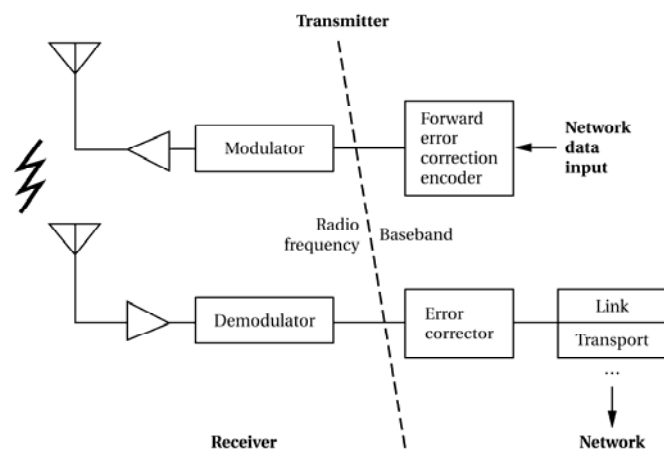 Transmitter
Modulator
Forward
error
correction
encoder
Network
data
input
Radio
frequency
Baseband
Demodulator
Error
corrector
Link
Transport
...
Receiver
Network